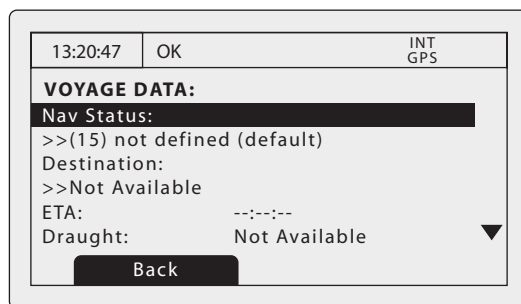 13:20:47 OK INT
GPS
VOYAGE DATA:
Nav Status:
>>(15) not defined (default)
Destination:
>>Not Available
ETA: --:--:--
Draught: Not Available
Back